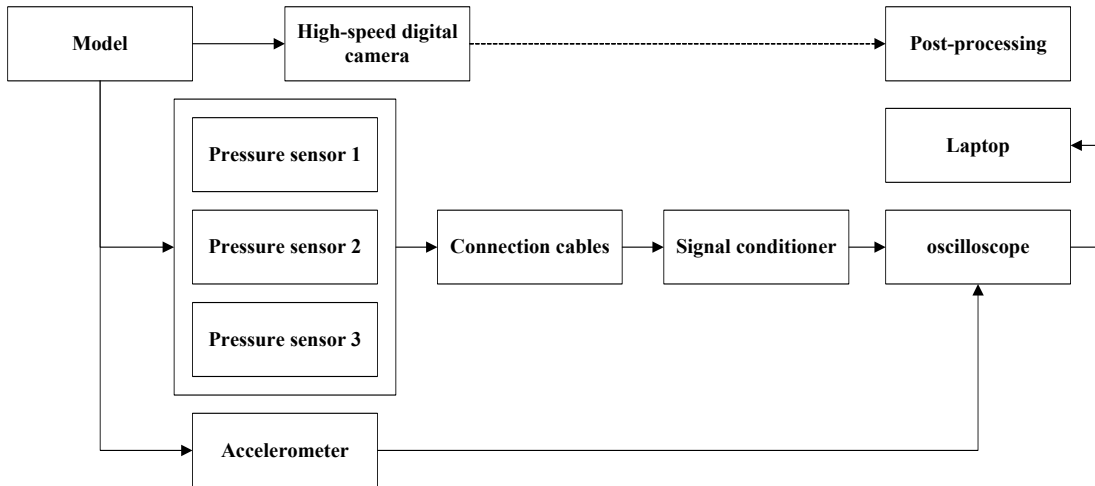 Model
High-speed digital
camera
Post-processing
Pressure sensor 1
Laptop
Pressure sensor 2
Connection cables
Signal conditioner
oscilloscope
Pressure sensor 3
Accelerometer